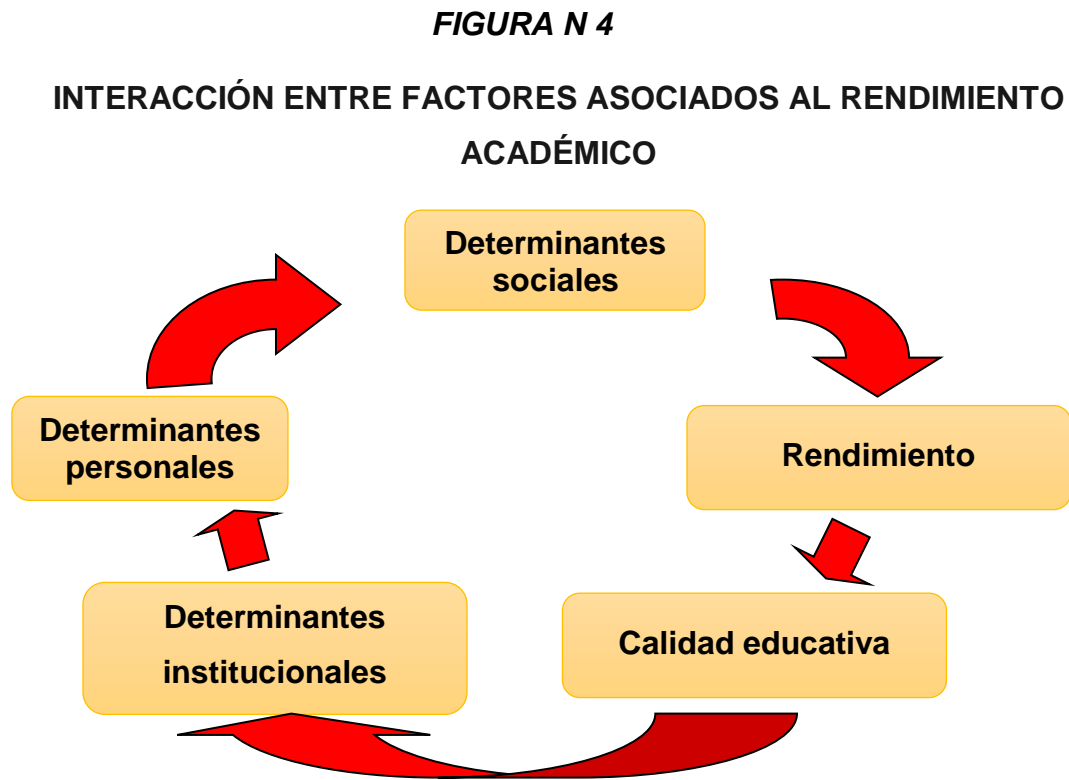 FIGURA N 4
INTERACCIÓN ENTRE FACTORES ASOCIADOS AL RENDIMIENTO
ACADÉMICO
Determinantes
sociales
Rendimiento
Calidad educativa
Determinantes
institucionales
Determinantes
personales